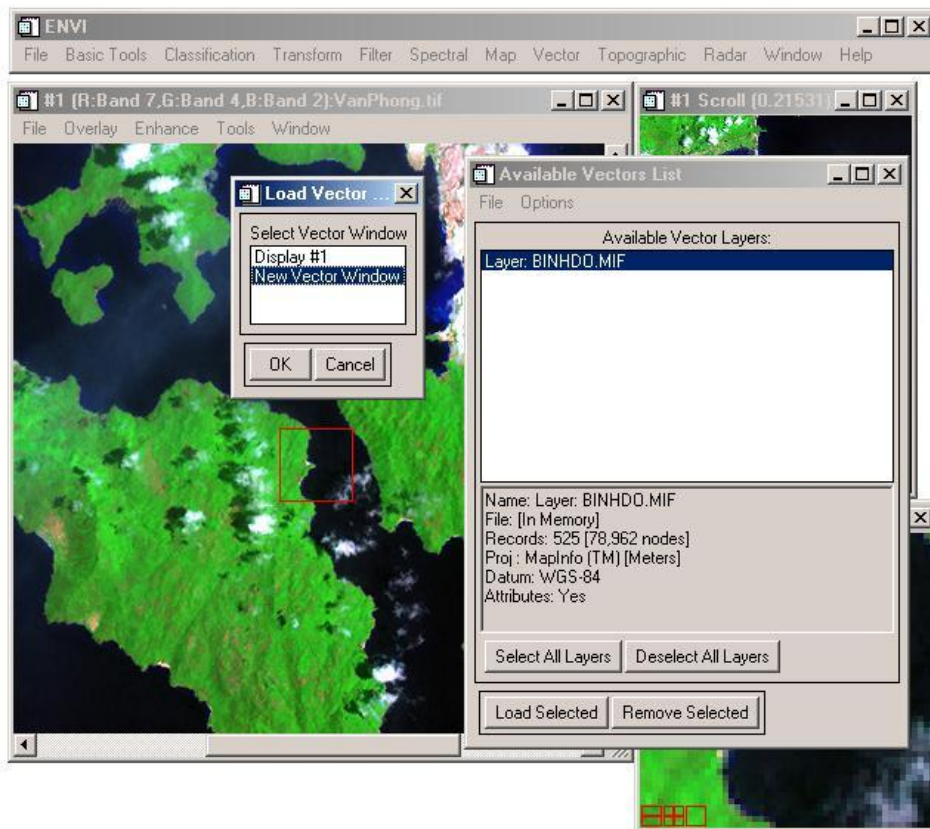 ENVI
File Basic Tools Classification Transform Filter Spectral Map Vector Topographic Radar Window Help
#1 (R:Band 7,G:Band 4,B:Band 2):VanPhong.tif
File Overlay Enhance Tools Window
#1 Scroll (0.21531)
Load Vector ...
Select Vector Window
Display #1
New Vector Window
OK Cancel
Available Vectors List
File Options
Available Vector Layers:
Layer: BINHDO.MIF
Name: Layer: BINHDO.MIF
File: [In Memory]
Records: 525 [78,962 nodes]
Proj : MapInfo (TM) [Meters]
Datum: WGS-84
Attributes: Yes
Select All Layers Deselect All Layers
Load Selected Remove Selected